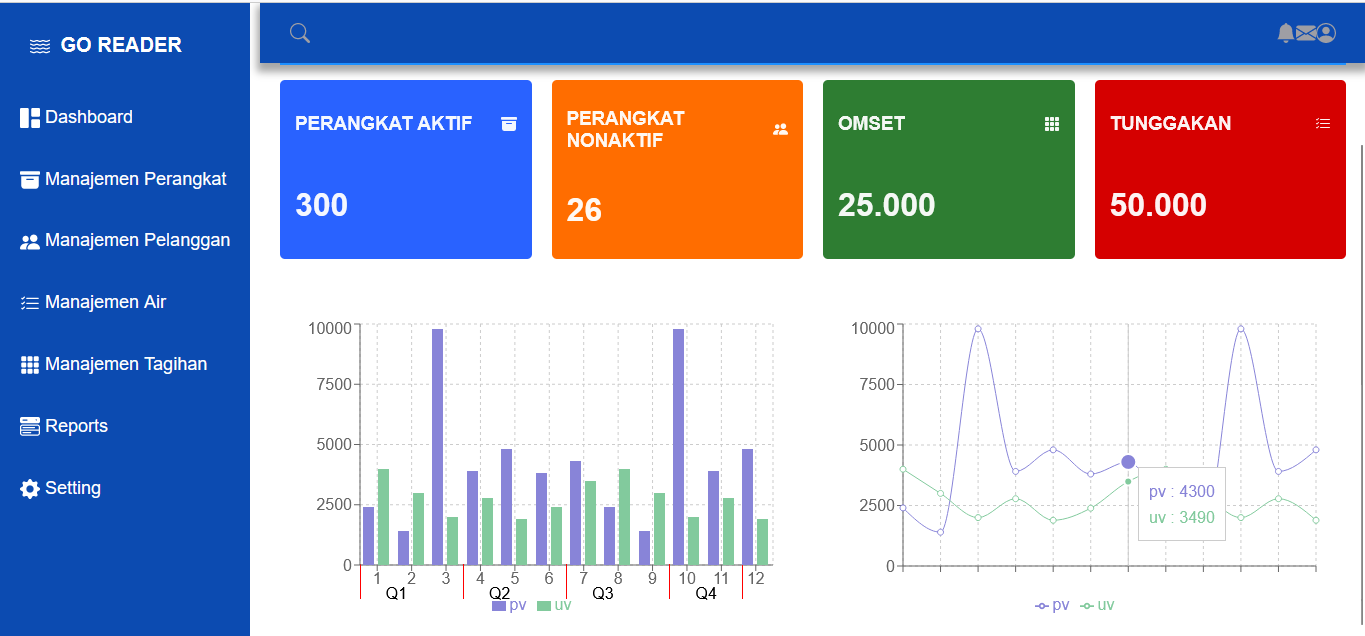 GO READER
Dashboard
Manajemen Perangkat
Manajemen Pelanggan
Manajemen Air
Manajemen Tagihan
Reports
Setting
PERANGKAT AKTIF
300
PERANGKAT
NONAKTIF
26
OMSET
25.000
TUNGGAKAN
50.000
10000
7500
5000
2500
0
1 2 3 4 5 6 7 8 9 10 11 12
Q1 Q2 Q3 Q4
pv uv
10000
7500
5000
2500
0
pv : 4300
uv : 3490
pv uv